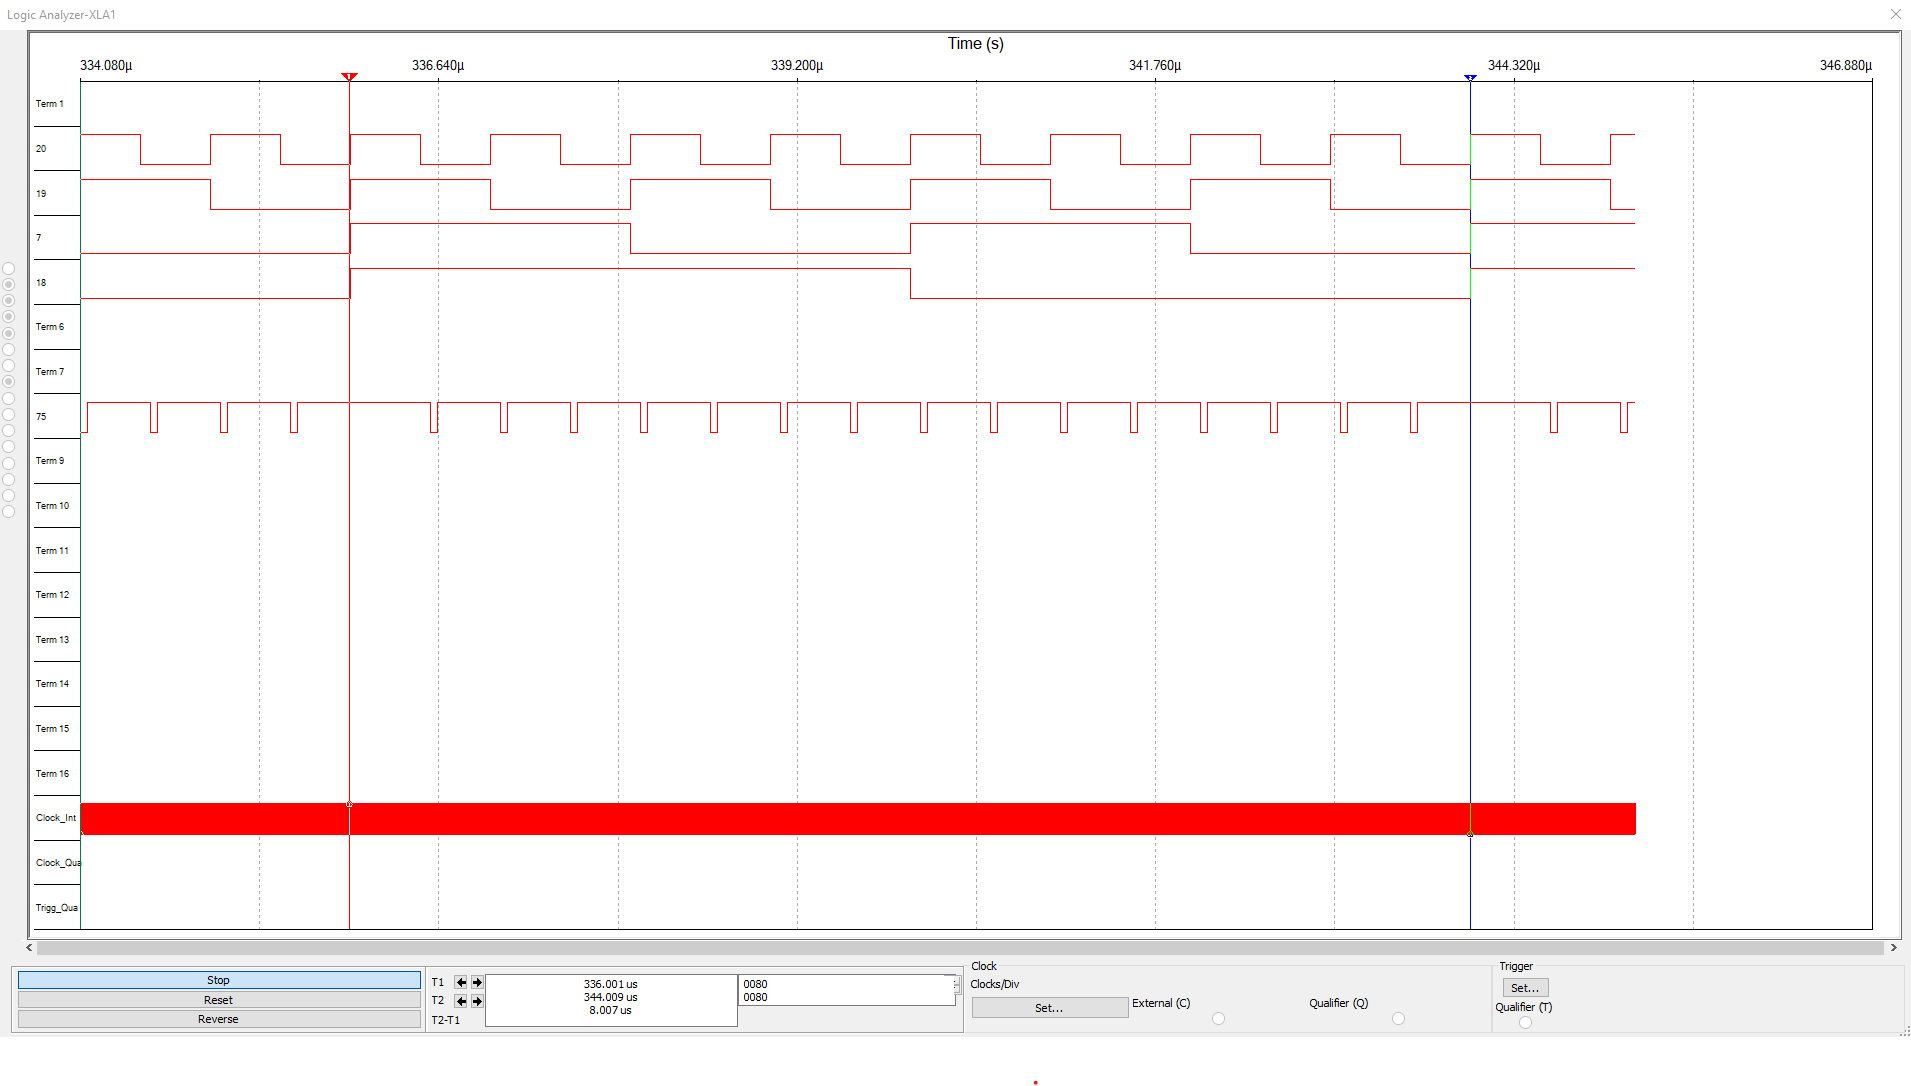 Logic Analyzer-XLA1
Time (s)
334.080µ 336.640µ 339.200µ 341.760µ 344.320µ 346.880µ
Term 1
20
19
7
18
Term 6
Term 7
75
Term 9
Term 10
Term 11
Term 12
Term 13
Term 14
Term 15
Term 16
Clock_Int
Clock_Qua
Trigg_Qua
Stop
Reset
Reverse
T1 336.001 us 0080
T2 344.009 us 0080
T2-T1 8.007 us
Clock
Clocks/Div
Set...
External (C)
Qualifier (Q)
Trigger
Set...
Qualifier (T)